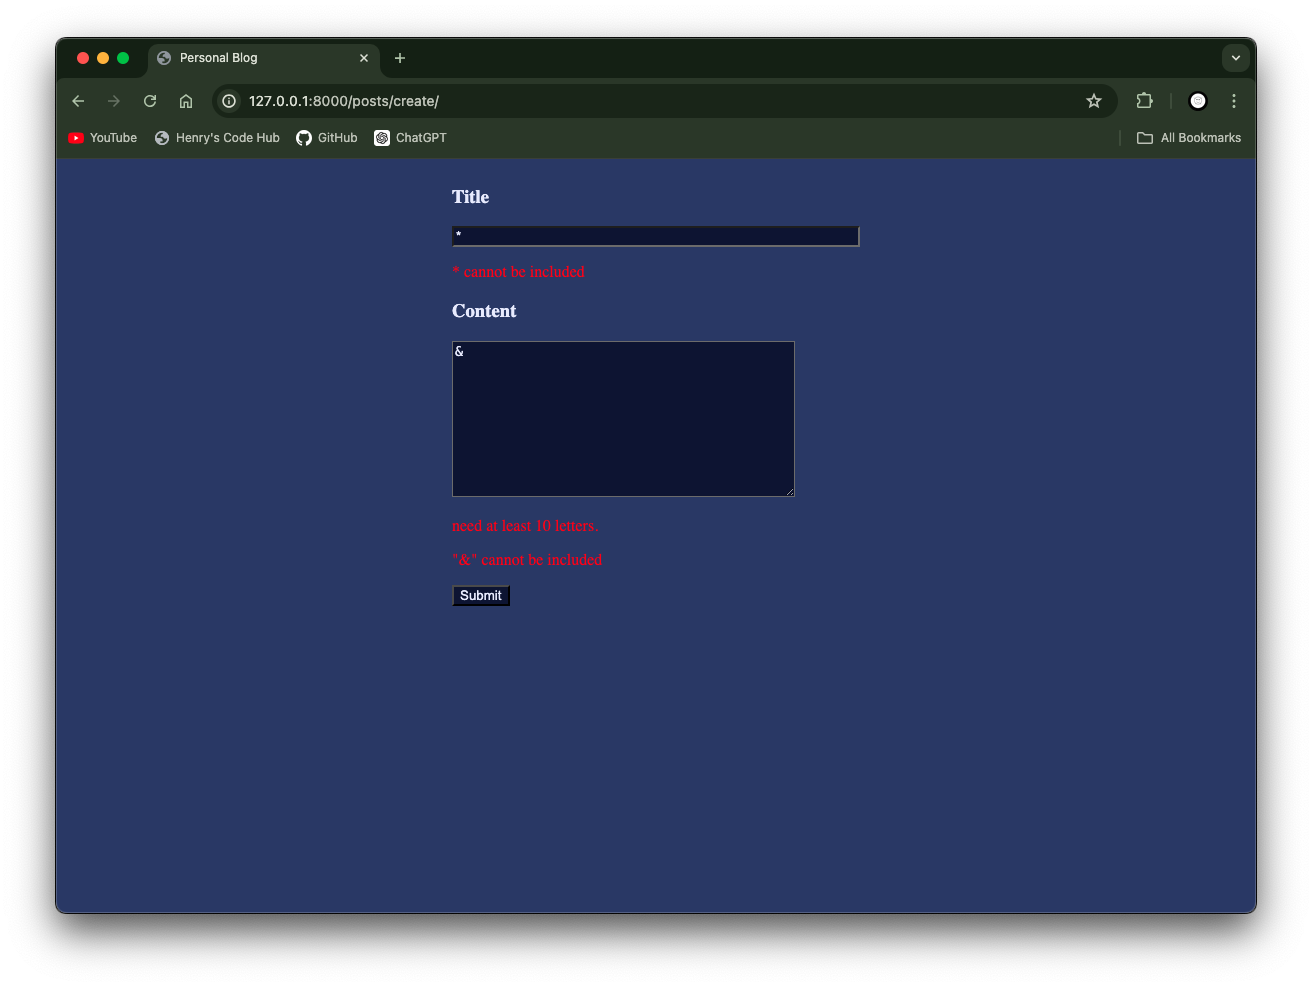 Personal Blog
127.0.0.1:8000/posts/create/
YouTube Henry's Code Hub GitHub ChatGPT All Bookmarks
Title
*
* cannot be included
Content
&
need at least 10 letters.
"&" cannot be included
Submit